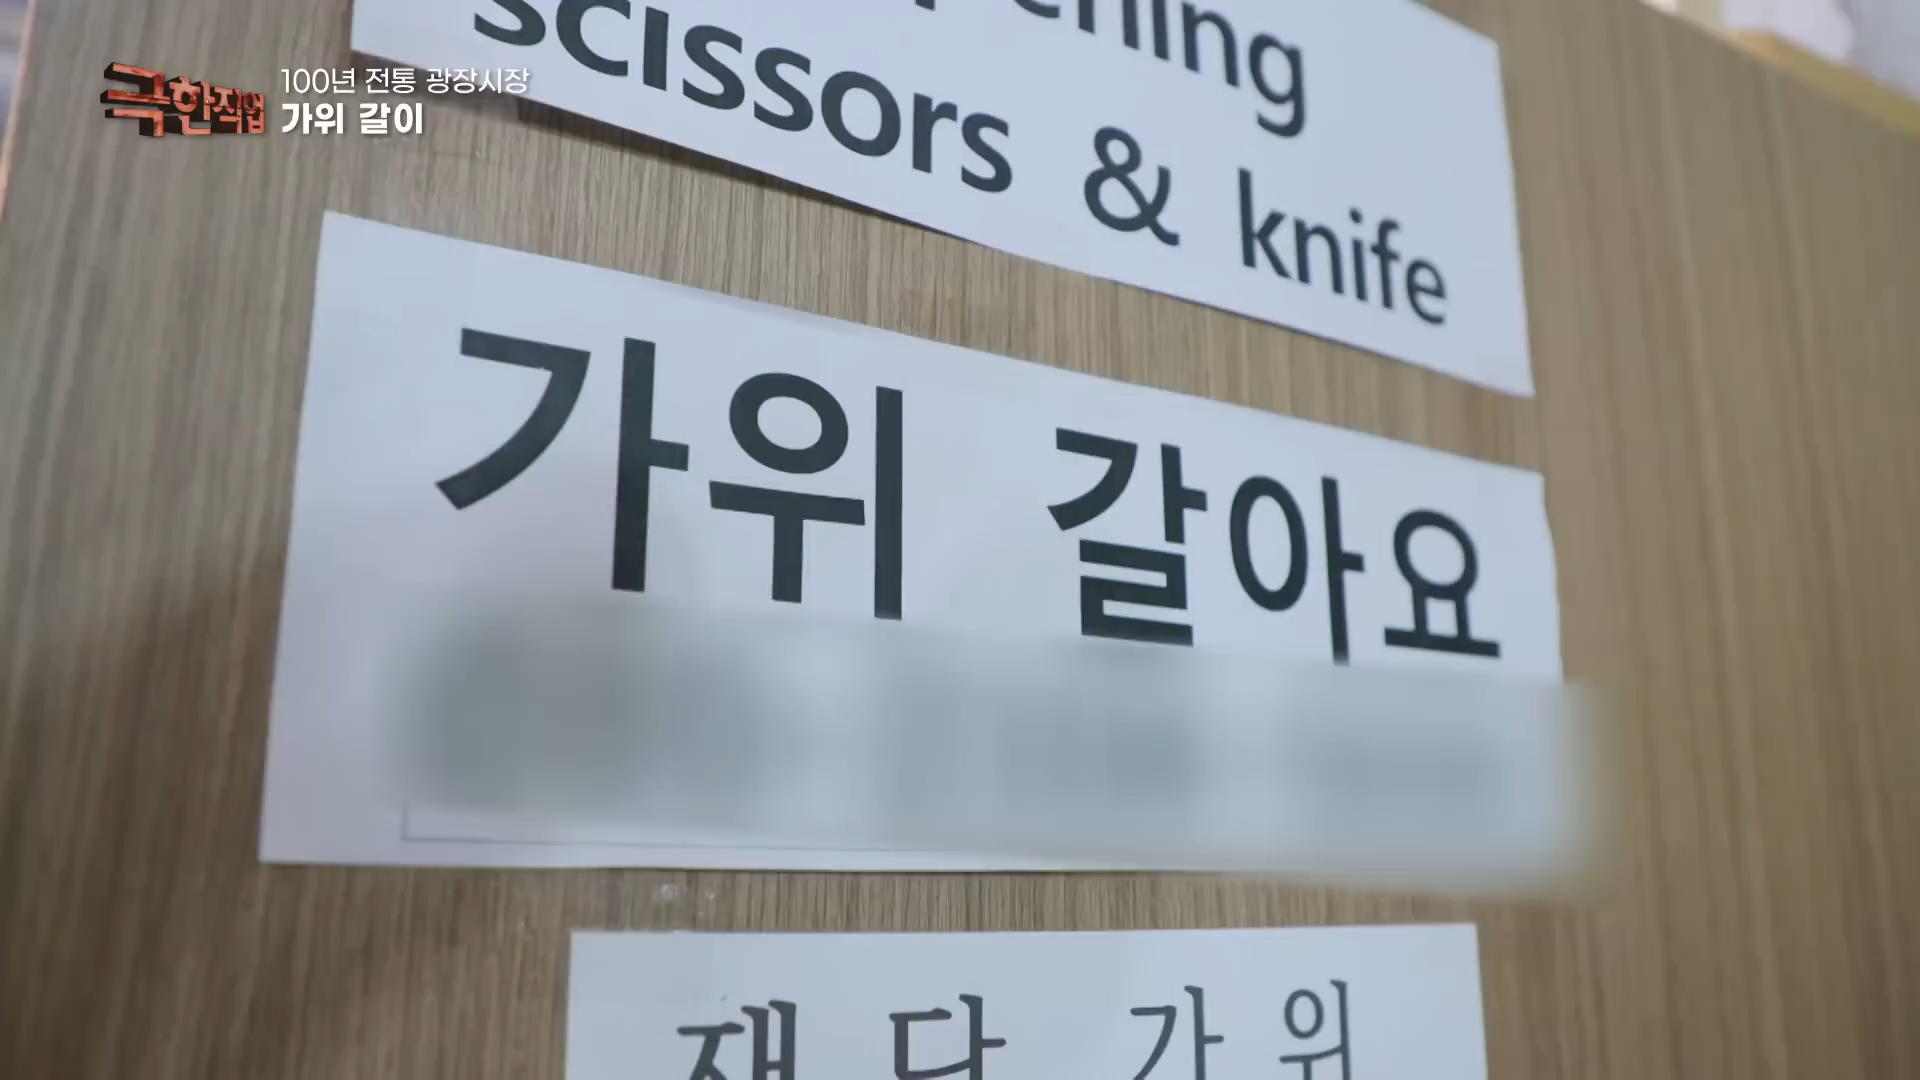 극한직업
100년 전통 광장시장
가위 갈이
scissors & knife
가위 갈아요
재단 가위